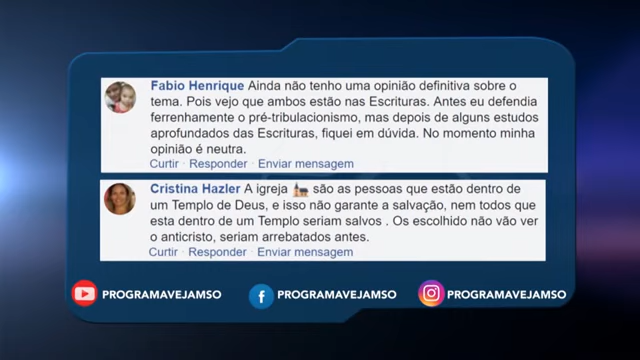 Fabio Henrique Ainda não tenho uma opinião definitiva sobre o
tema. Pois vejo que ambos estão nas Escrituras. Antes eu defendia
ferrenhamente o pré-tribulacionismo, mas depois de alguns estudos
aprofundados das Escrituras, fiquei em dúvida. No momento minha
opinião é neutra.
Curtir · Responder · Enviar mensagem
Cristina Hazler A igreja são as pessoas que estão dentro de
um Templo de Deus, e isso não garante a salvação, nem todos que
esta dentro de um Templo seriam salvos . Os escolhido não vão ver
o anticristo, seriam arrebatados antes.
Curtir · Responder · Enviar mensagem
PROGRAMAVEJAMSO PROGRAMAVEJAMSO PROGRAMAVEJAMSO